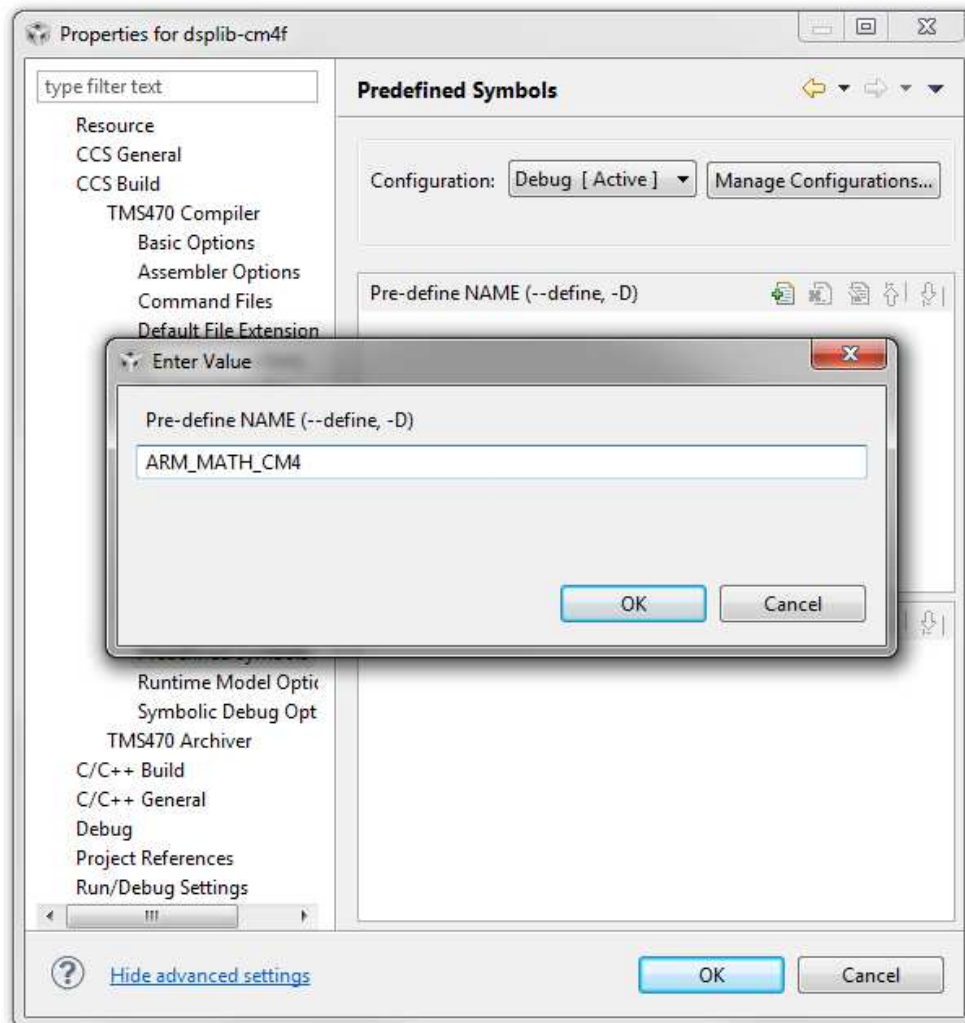 Properties for dsplib-cm4f
type filter text
Predefined Symbols
Resource
CCS General
CCS Build
TMS470 Compiler
Basic Options
Assembler Options
Command Files
Default File Extension
Configuration:
Debug [ Active ]
Manage Configurations...
Pre-define NAME (--define, -D)
Enter Value
Pre-define NAME (--define, -D)
ARM_MATH_CM4
OK
Cancel
Runtime Model Optic
Symbolic Debug Opt
TMS470 Archiver
C/C++ Build
C/C++ General
Debug
Project References
Run/Debug Settings
Hide advanced settings
OK
Cancel